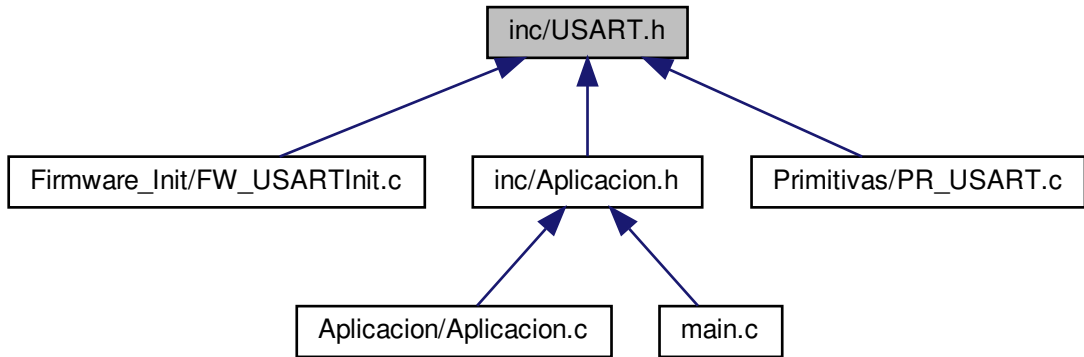 inc/USART.h
Firmware_Init/FW_USARTInit.c
inc/Aplicacion.h
Primitivas/PR_USART.c
Aplicacion/Aplicacion.c
main.c